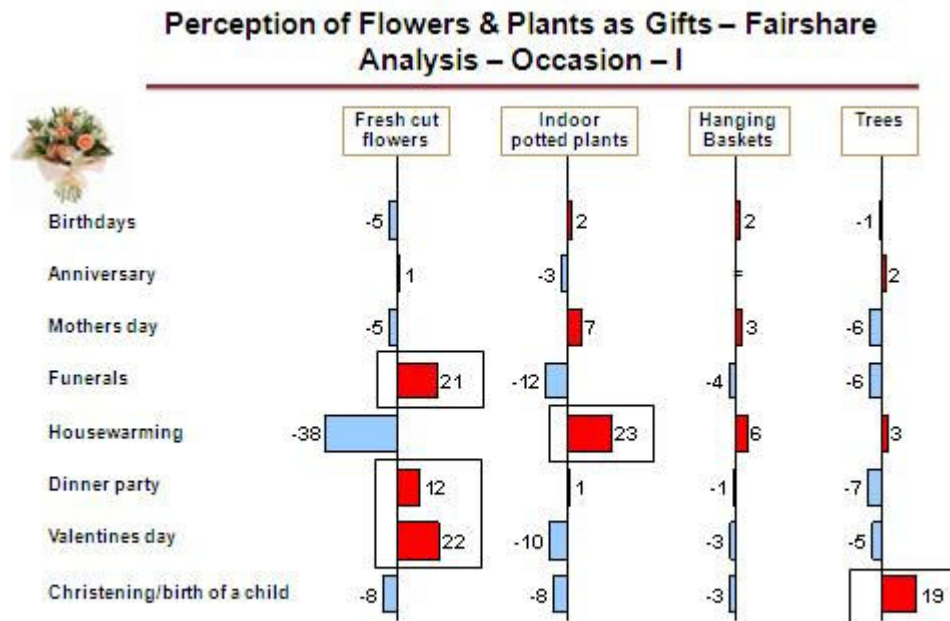 Perception of Flowers & Plants as Gifts – Fairshare
Analysis – Occasion – I
Fresh cut
flowers
Indoor
potted plants
Hanging
Baskets
Trees
Birthdays -5 2 2 -1
Anniversary 1 -3 = 2
Mothers day -5 7 3 -6
Funerals 21 -12 -4 -6
Housewarming -38 23 6 3
Dinner party 12 1 -1 -7
Valentines day 22 -10 -3 -5
Christening/birth of a child -8 -8 -3 19